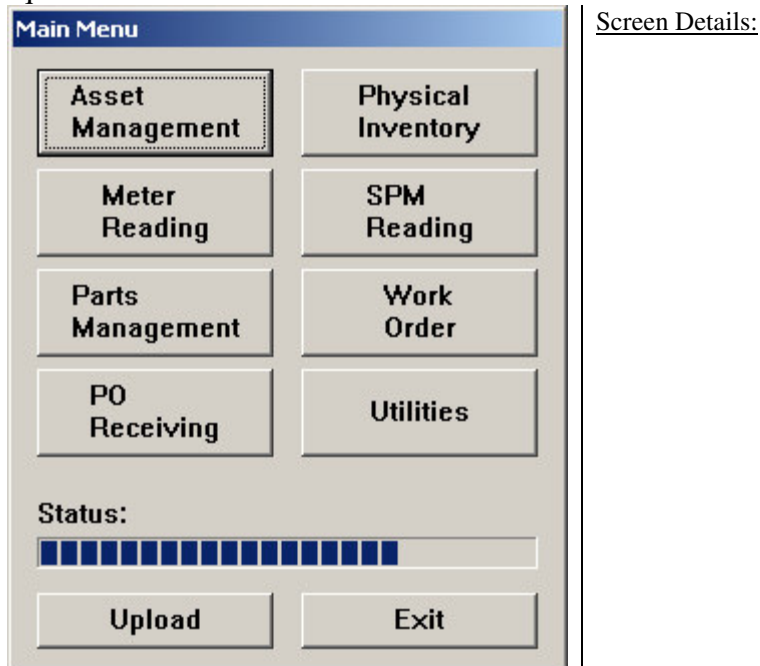 Main Menu
Screen Details:
Asset
Management
Physical
Inventory
Meter
Reading
SPM
Reading
Parts
Management
Work
Order
PO
Receiving
Utilities
Status:
Upload
Exit